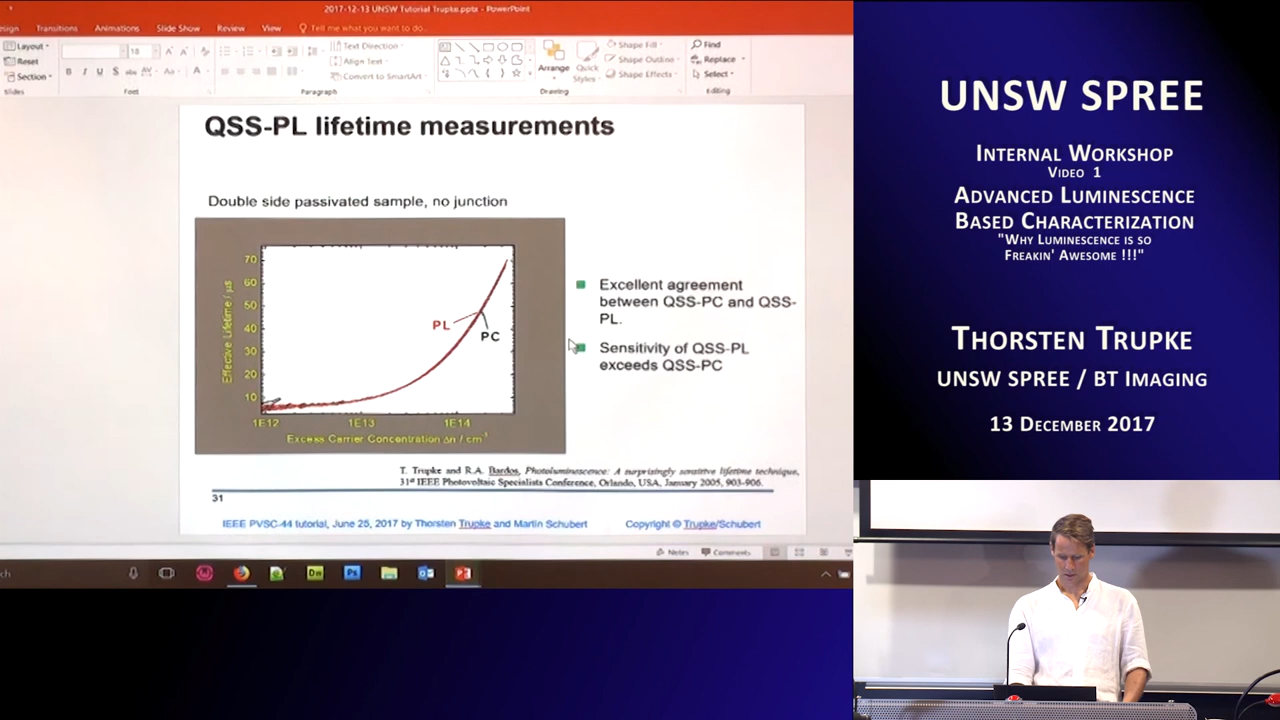 2017-12-13 UNSW Tutorial Trupke.pptx - PowerPoint
Transitions Animations Slide Show Review View Tell me what you want to do...
Layout
Reset
Section
18
Text Direction
Align Text
Convert to SmartArt
Arrange
Quick
Styles
Shape Fill
Shape Outline
Shape Effects
Find
Replace
Select
Slides Font Paragraph Drawing Editing
QSS-PL lifetime measurements
Double side passivated sample, no junction
Effective Lifetime / µs
70
60
50
40
30
20
10
PL
PC
1E12 1E13 1E14
Excess Carrier Concentration Δn / cm³
Excellent agreement
between QSS-PC and QSS-
PL.
Sensitivity of QSS-PL
exceeds QSS-PC
T. Trupke and R.A. Bardos, Photoluminescence: A surprisingly sensitive lifetime technique,
31st IEEE Photovoltaic Specialists Conference, Orlando, USA, January 2005, 903-906.
31
IEEE PVSC-44 tutorial, June 25, 2017 by Thorsten Trupke and Martin Schubert Copyright © Trupke/Schubert
Notes Comments
Dw Ps
UNSW SPREE
Internal Workshop
Video 1
Advanced Luminescence
Based Characterization
"Why Luminescence is so
Freakin' Awesome !!!"
Thorsten Trupke
UNSW SPREE / BT Imaging
13 December 2017